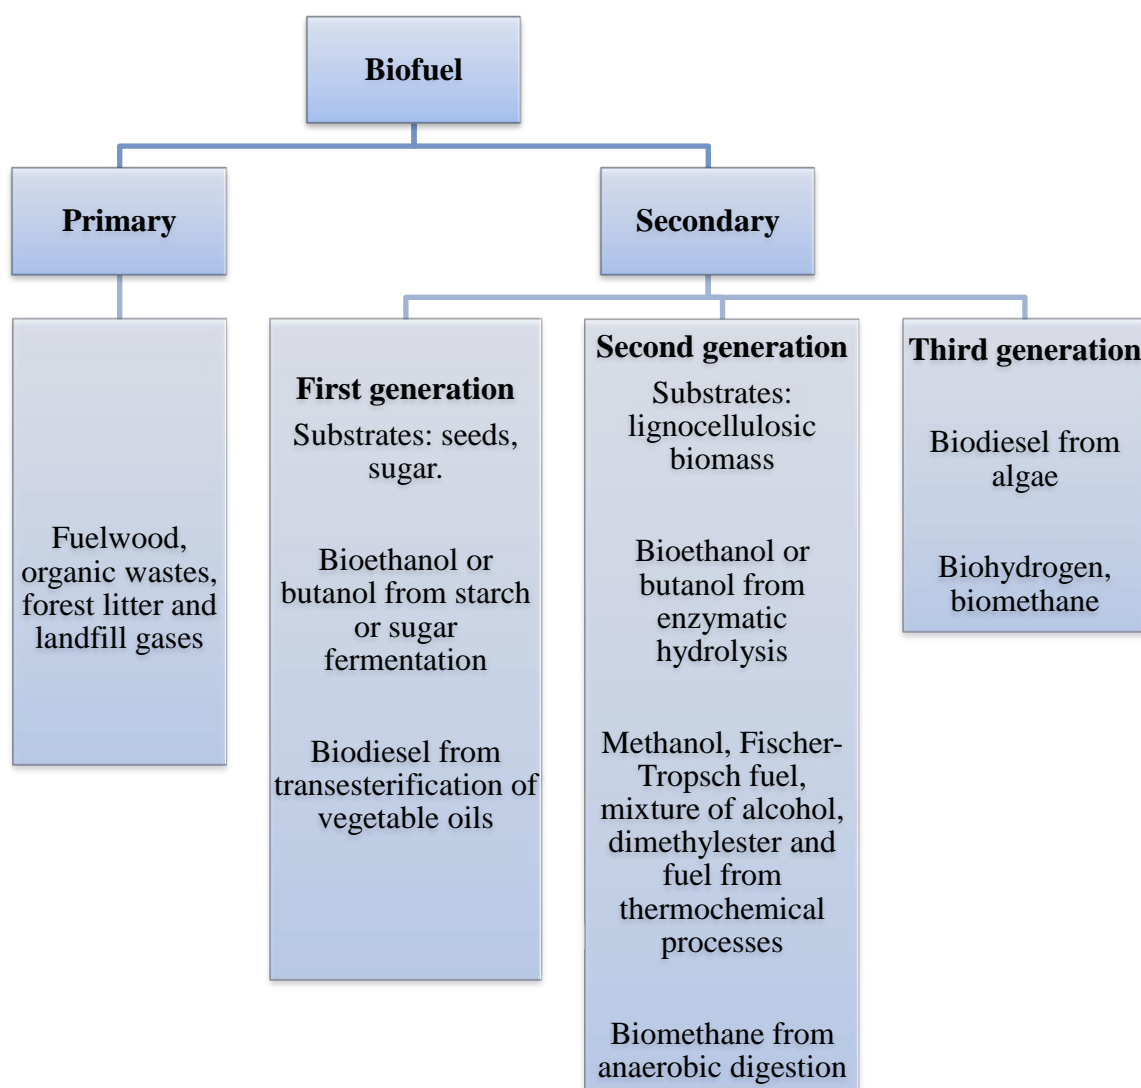 Biofuel
Primary
Secondary
Fuelwood,
organic wastes,
forest litter and
landfill gases
First generation
Substrates: seeds,
sugar.
Bioethanol or
butanol from starch
or sugar
fermentation
Biodiesel from
transesterification of
vegetable oils
Second generation
Substrates:
lignocellulosic
biomass
Bioethanol or
butanol from
enzymatic
hydrolysis
Methanol, Fischer-
Tropsch fuel,
mixture of alcohol,
dimethylester and
fuel from
thermochemical
processes
Biomethane from
anaerobic digestion
Third generation
Biodiesel from
algae
Biohydrogen,
biomethane